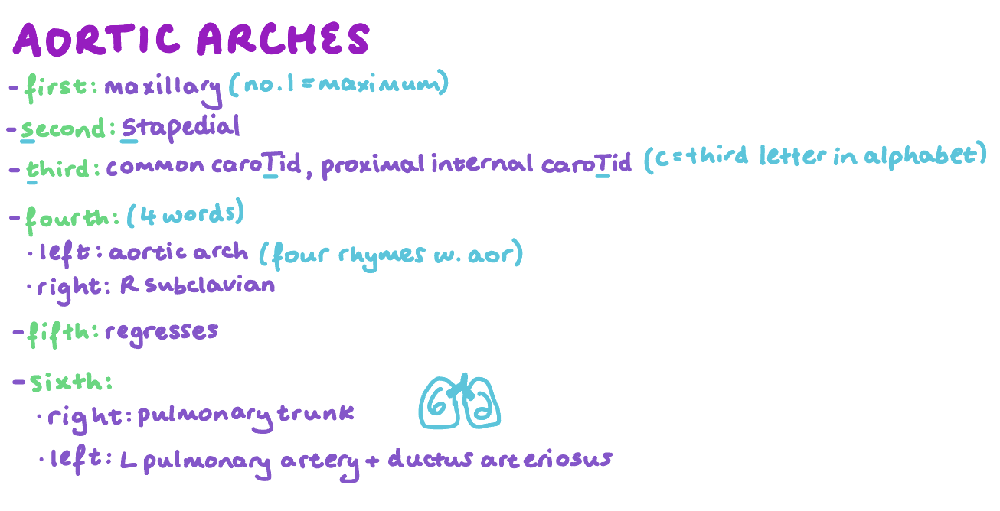 AORTIC ARCHES
- first: maxillary (no. 1 = maximum)
- second: Stapedial
- third: common caroTid, proximal internal caroTid (c = third letter in alphabet)
- fourth: (4 words)
· left: aortic arch (four rhymes w. aor)
· right: R subclavian
- fifth: regresses
- sixth:
· right: pulmonary trunk
6 2
· left: L pulmonary artery + ductus arteriosus